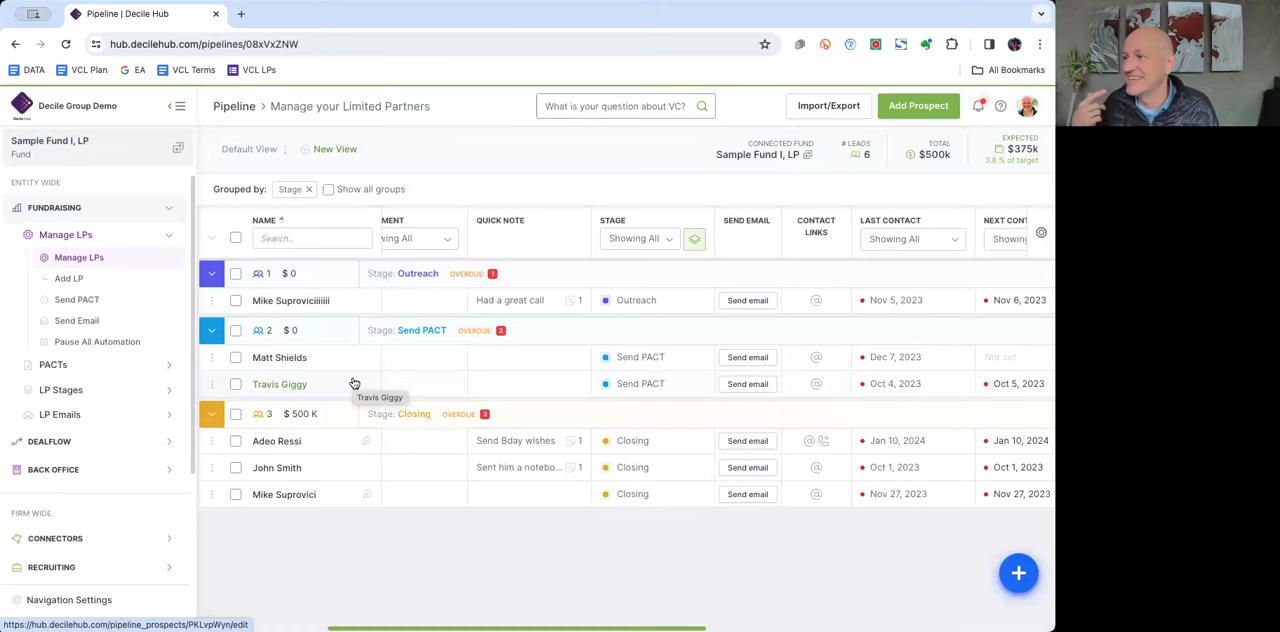 Pipeline | Decile Hub
hub.decilehub.com/pipelines/08xVxZNW
DATA VCL Plan EA VCL Terms VCL LPs All Bookmarks
Decile Group Demo
Pipeline > Manage your Limited Partners What is your question about VC? Import/Export Add Prospect
Sample Fund I, LP
Fund
Default View New View
CONNECTED FUND
Sample Fund I, LP
# LEADS
6
TOTAL
$500k
EXPECTED
$375k
3.8 % of target
Grouped by: Stage Show all groups
ENTITY WIDE
FUNDRAISING
Manage LPs
Manage LPs
Add LP
Send PACT
Send Email
Pause All Automation
PACTs
LP Stages
LP Emails
DEALFLOW
BACK OFFICE
FIRM WIDE
CONNECTORS
RECRUITING
Navigation Settings
NAME MENT QUICK NOTE STAGE SEND EMAIL CONTACT LINKS LAST CONTACT NEXT CONT
Search... wing All Showing All Showing All Showing
1 $ 0 Stage: Outreach OVERDUE: 1
Mike Suproviciiiiiii Had a great call 1 Outreach Send email Nov 5, 2023 Nov 6, 2023
2 $ 0 Stage: Send PACT OVERDUE: 2
Matt Shields Send PACT Send email Dec 7, 2023 Not set
Travis Giggy Send PACT Send email Oct 4, 2023 Oct 5, 2023
Travis Giggy
3 $ 500 K Stage: Closing OVERDUE: 3
Adeo Ressi Send Bday wishes 1 Closing Send email Jan 10, 2024 Jan 10, 2024
John Smith Sent him a notebo... 1 Closing Send email Oct 1, 2023 Oct 1, 2023
Mike Suprovici Closing Send email Nov 27, 2023 Nov 27, 2023
https://hub.decilehub.com/pipeline_prospects/PKLvpWyn/edit